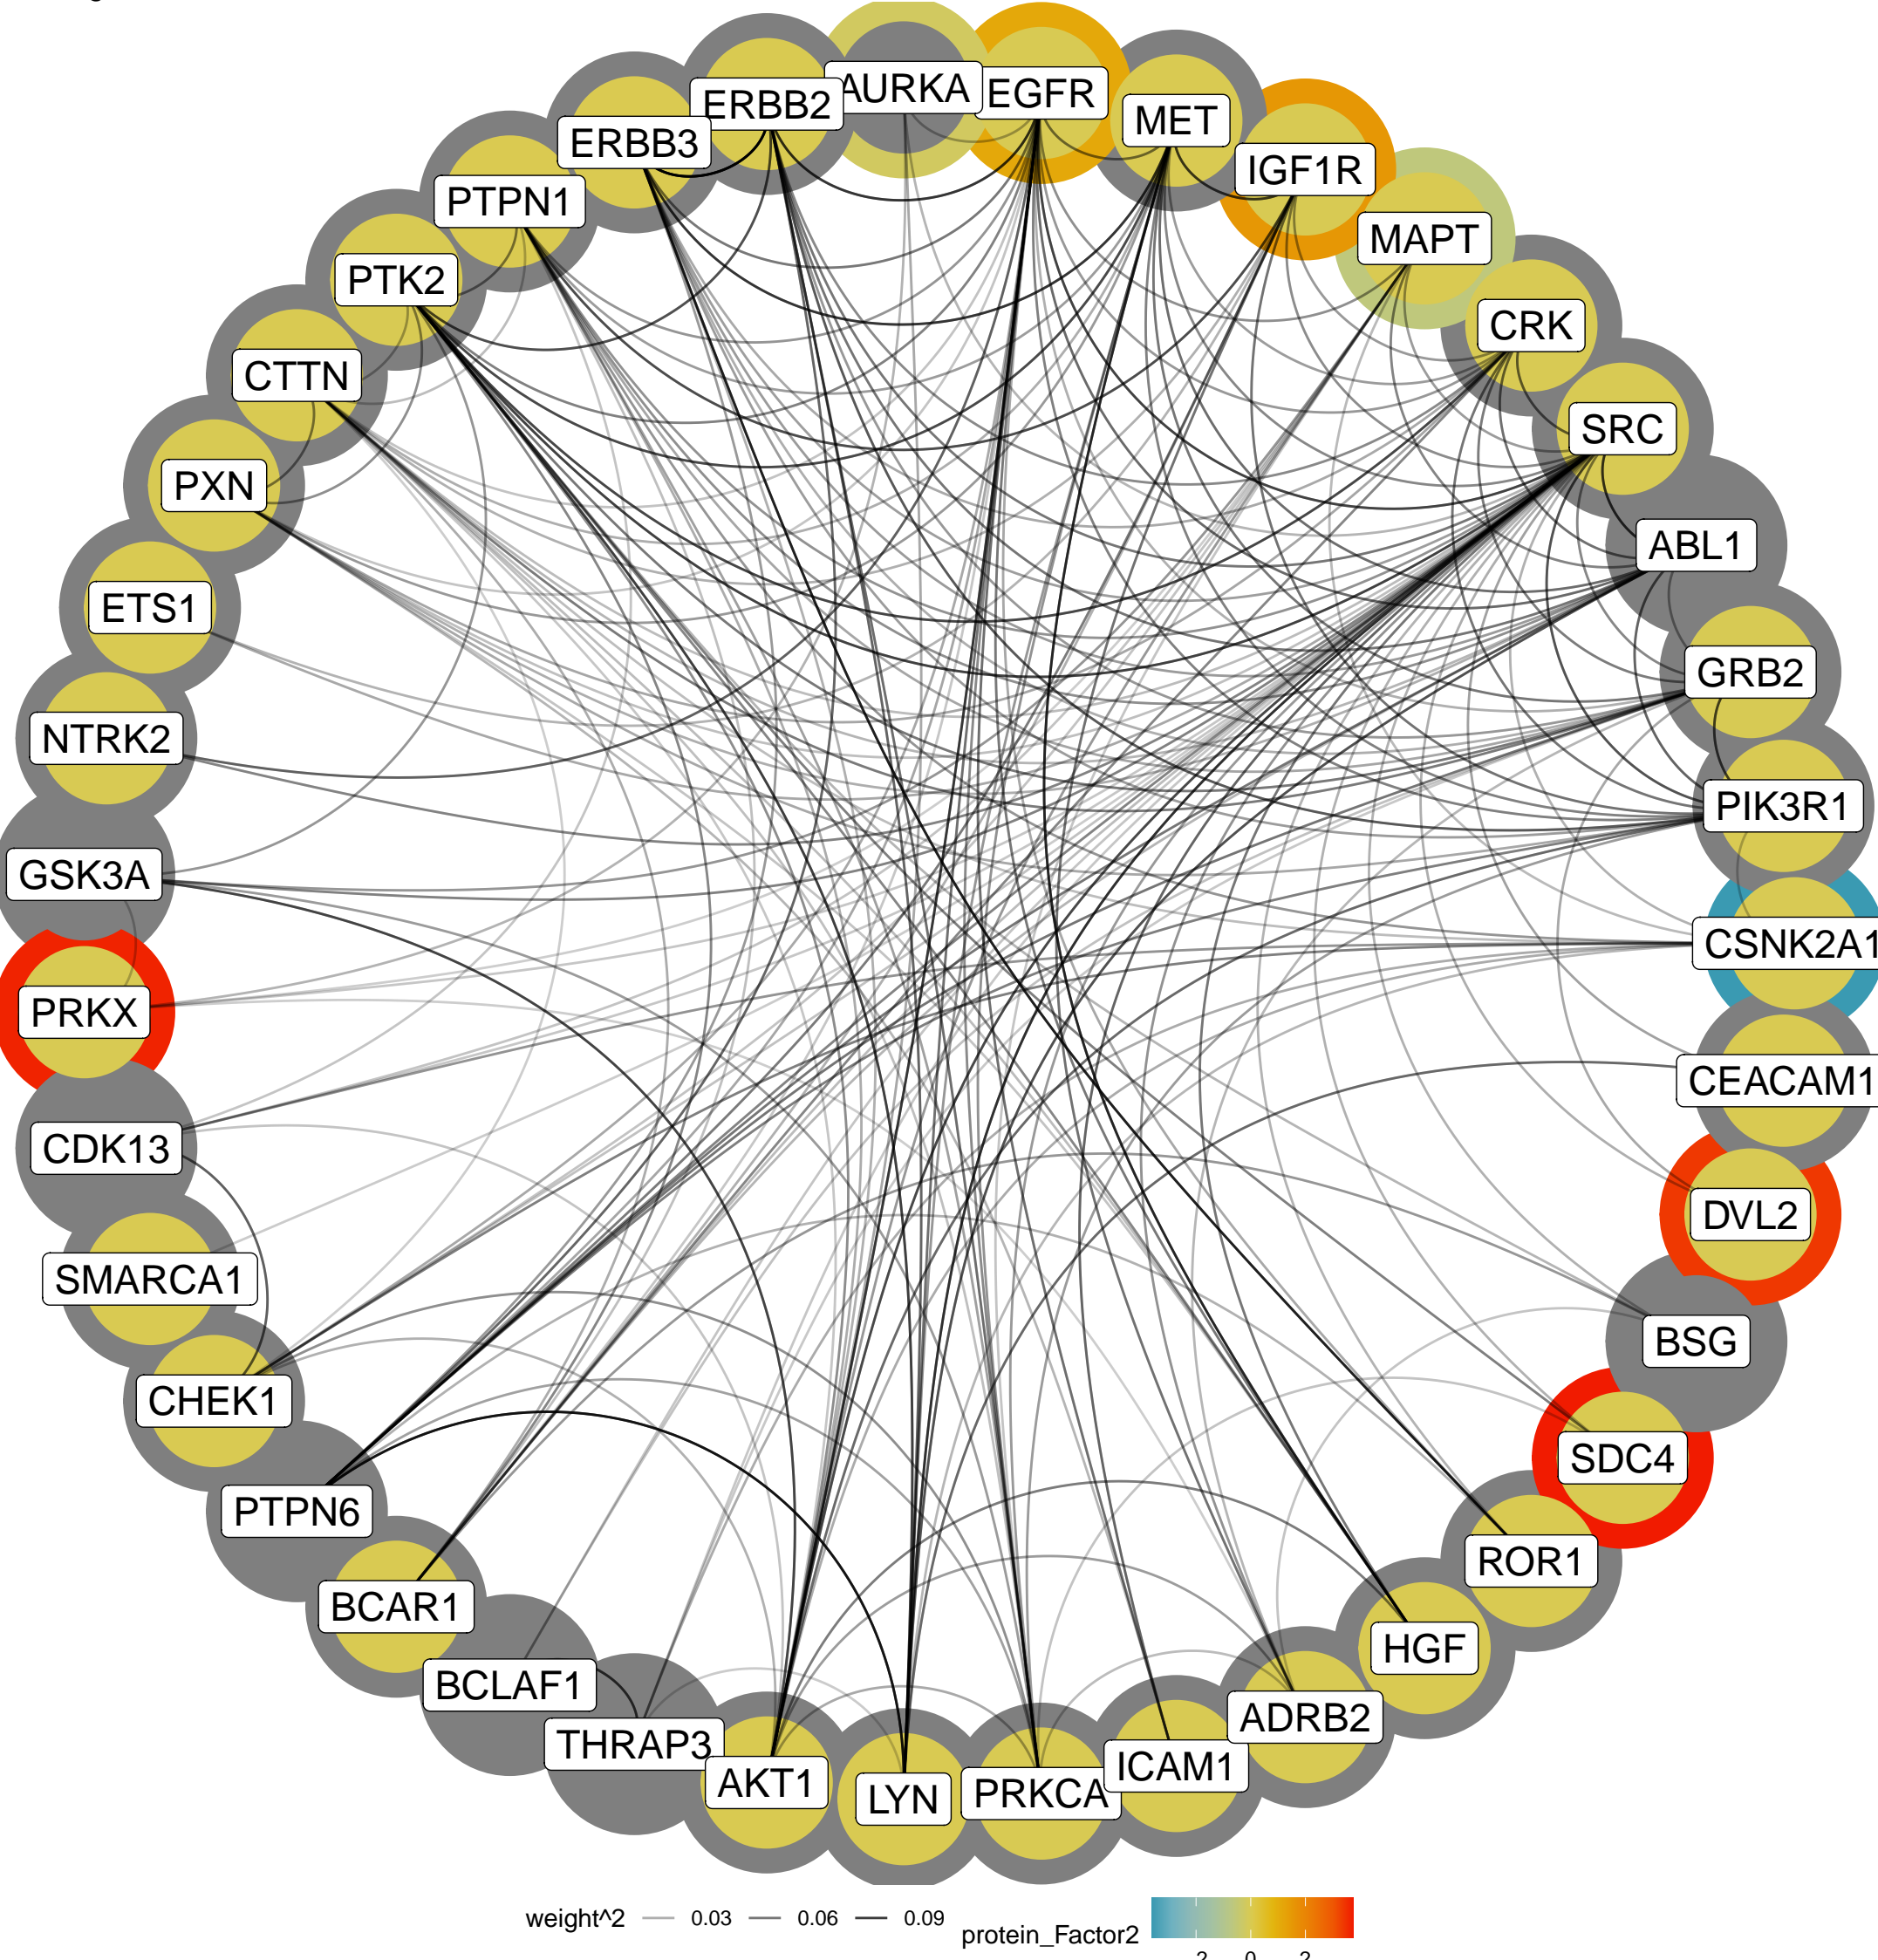 AURKA
EGFR
ERBB2
MET
ERBB3
IGF1R
PTPN1
MAPT
PTK2
CRK
CTTN
SRC
PXN
ABL1
ETS1
GRB2
NTRK2
PIK3R1
GSK3A
CSNK2A1
PRKX
CEACAM1
CDK13
DVL2
SMARCA1
BSG
CHEK1
SDC4
PTPN6
ROR1
BCAR1
HGF
BCLAF1
ADRB2
THRAP3
ICAM1
AKT1
LYN
PRKCA
weight^2 0.03 0.06 0.09 protein_Factor2
2 0 2